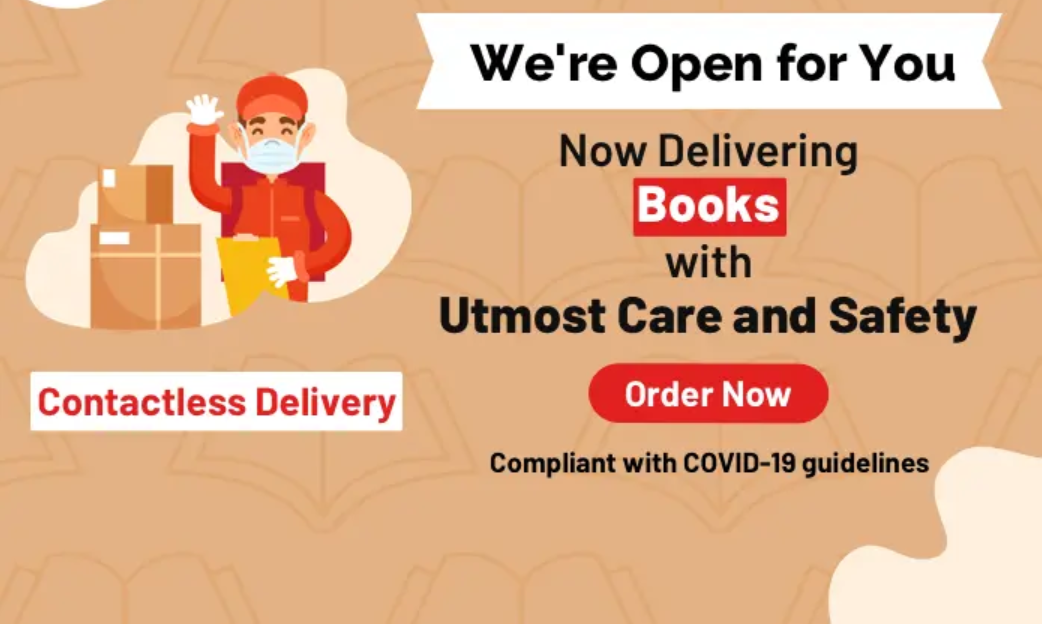 We're Open for You
Now Delivering
Books
with
Utmost Care and Safety
Order Now
Compliant with COVID-19 guidelines
Contactless Delivery